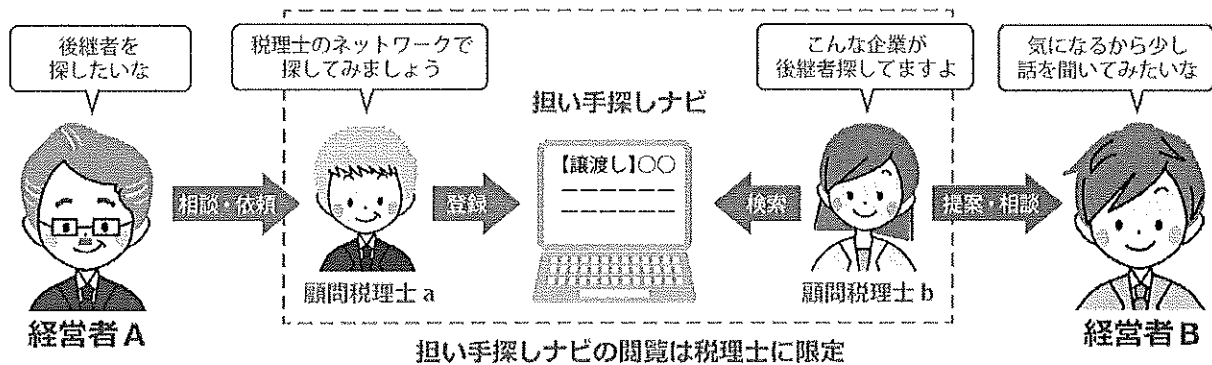 後継者を
探したいな
税理士のネットワークで
探してみましょう
こんな企業が
後継者探してますよ
気になるから少し
話を聞いてみたいな
担い手探しナビ
【譲渡し】○○
相談・依頼
登録
検索
提案・相談
顧問税理士a
顧問税理士b
経営者A
経営者B
担い手探しナビの閲覧は税理士に限定